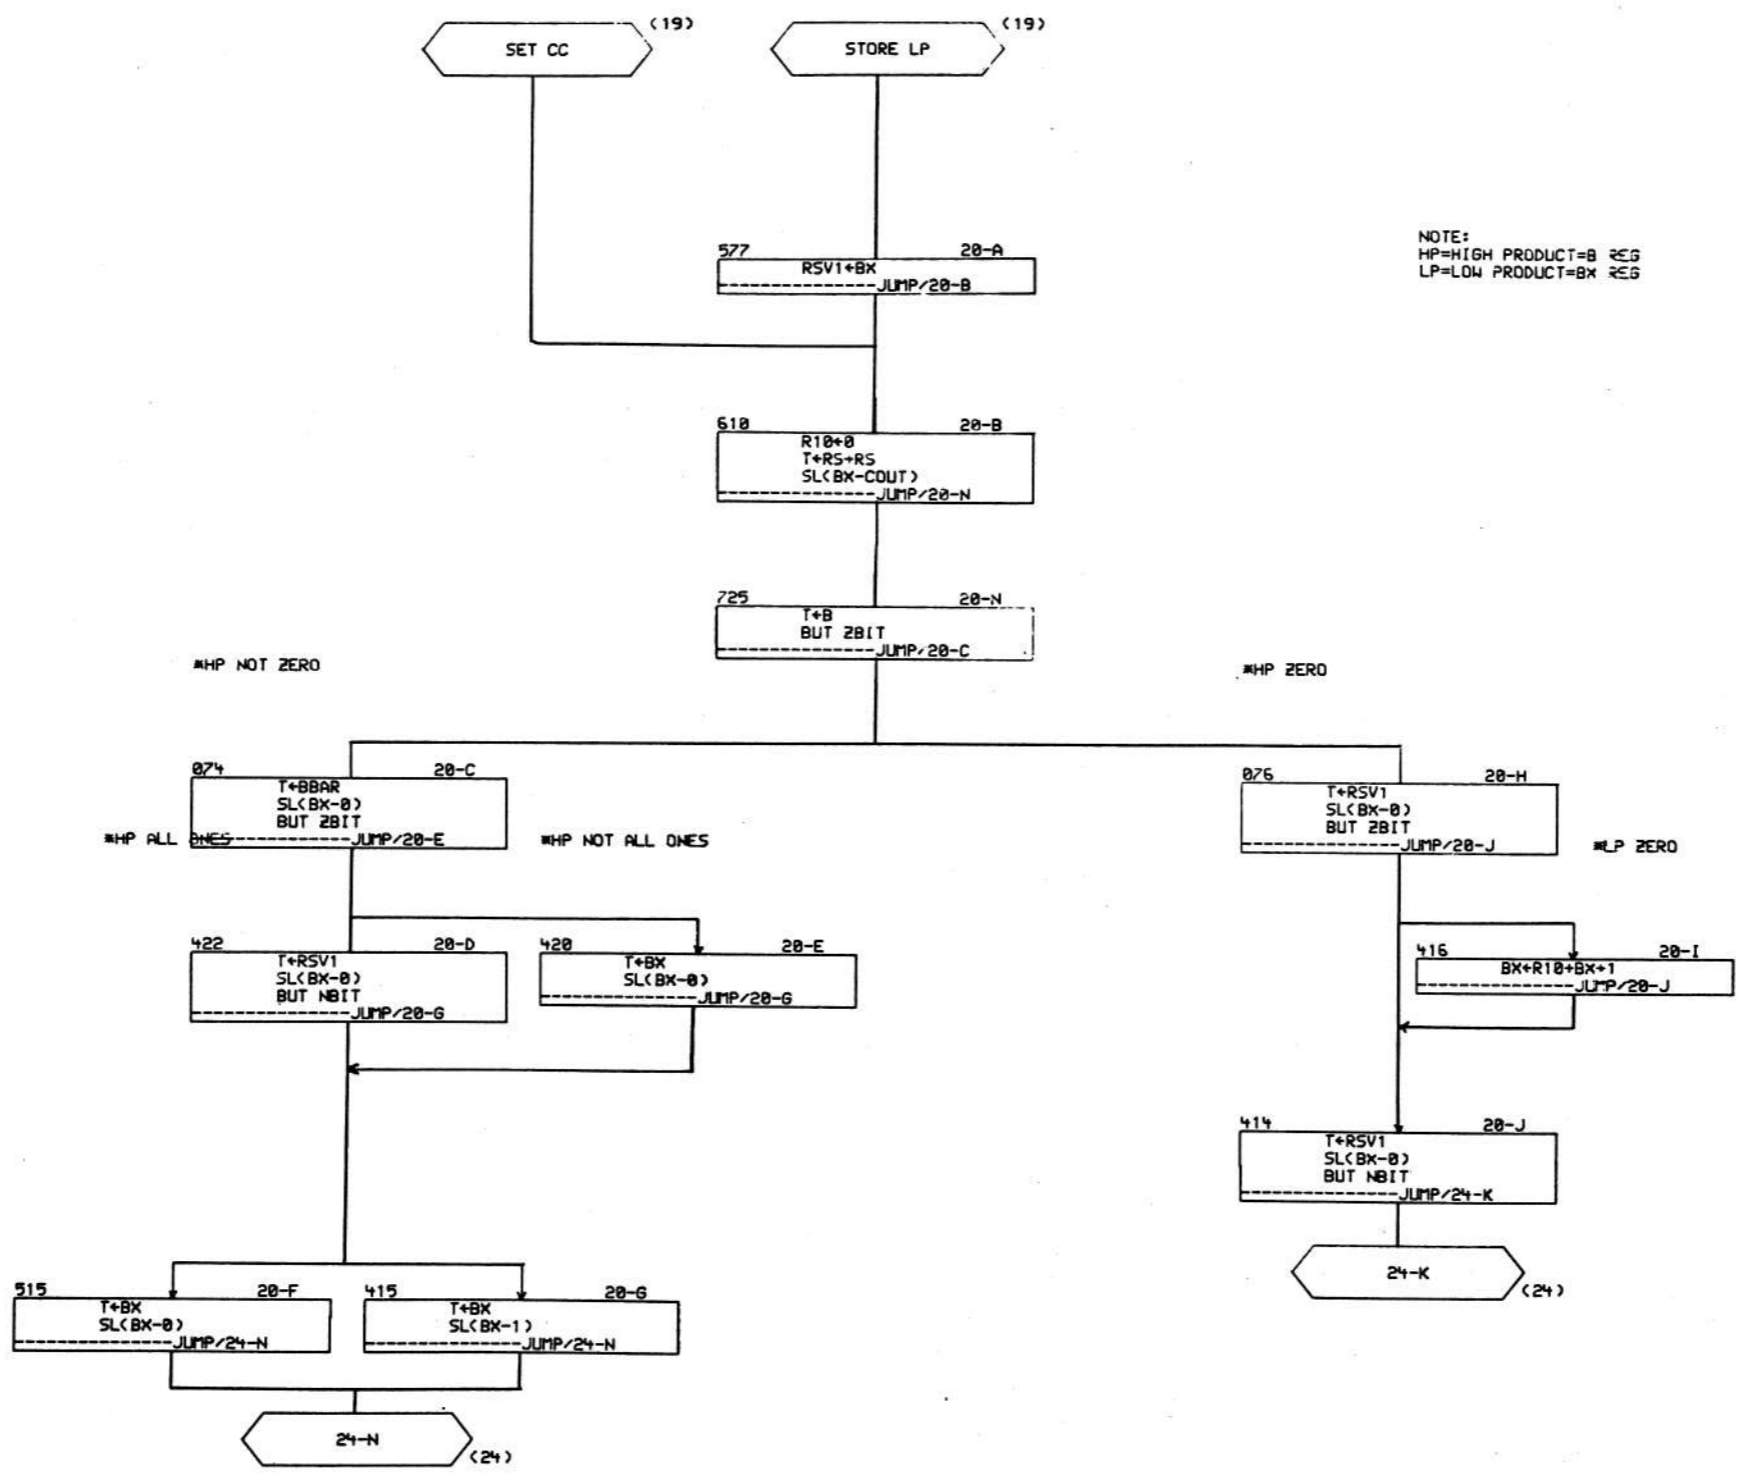 (19)
SET CC
(19)
STORE LP
577 20-A
RSV1←BX
JUMP/20-B
NOTE:
HP=HIGH PRODUCT=B REG
LP=LOW PRODUCT=BX REG
610 20-B
R10←0
T←RS+RS
SL(BX-COUT)
JUMP/20-N
725 20-N
T←B
BUT ZBIT
JUMP/20-C
*HP NOT ZERO
*HP ZERO
074 20-C
T←BBAR
SL(BX-0)
BUT ZBIT
JUMP/20-E
*HP ALL ONES
*HP NOT ALL ONES
076 20-H
T←RSV1
SL(BX-0)
BUT ZBIT
JUMP/20-J
*LP ZERO
422 20-D
T←RSV1
SL(BX-0)
BUT NBIT
JUMP/20-G
420 20-E
T←BX
SL(BX-0)
JUMP/20-G
416 20-I
BX←R10+BX+1
JUMP/20-J
414 20-J
T←RSV1
SL(BX-0)
BUT NBIT
JUMP/24-K
24-K
(24)
515 20-F
T←BX
SL(BX-0)
JUMP/24-N
415 20-G
T←BX
SL(BX-1)
JUMP/24-N
24-N
(24)